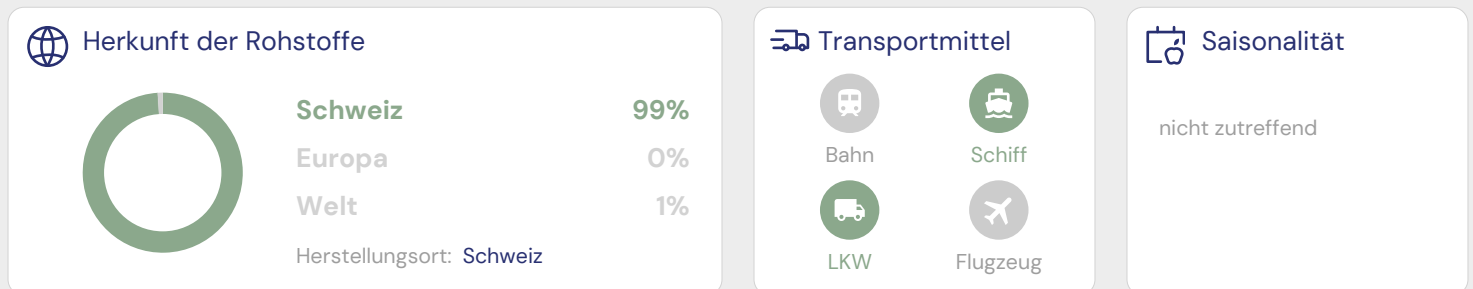 Herkunft der Rohstoffe
Schweiz 99%
Europa 0%
Welt 1%
Herstellungsort: Schweiz
Transportmittel
Bahn Schiff
LKW Flugzeug
Saisonalität
nicht zutreffend